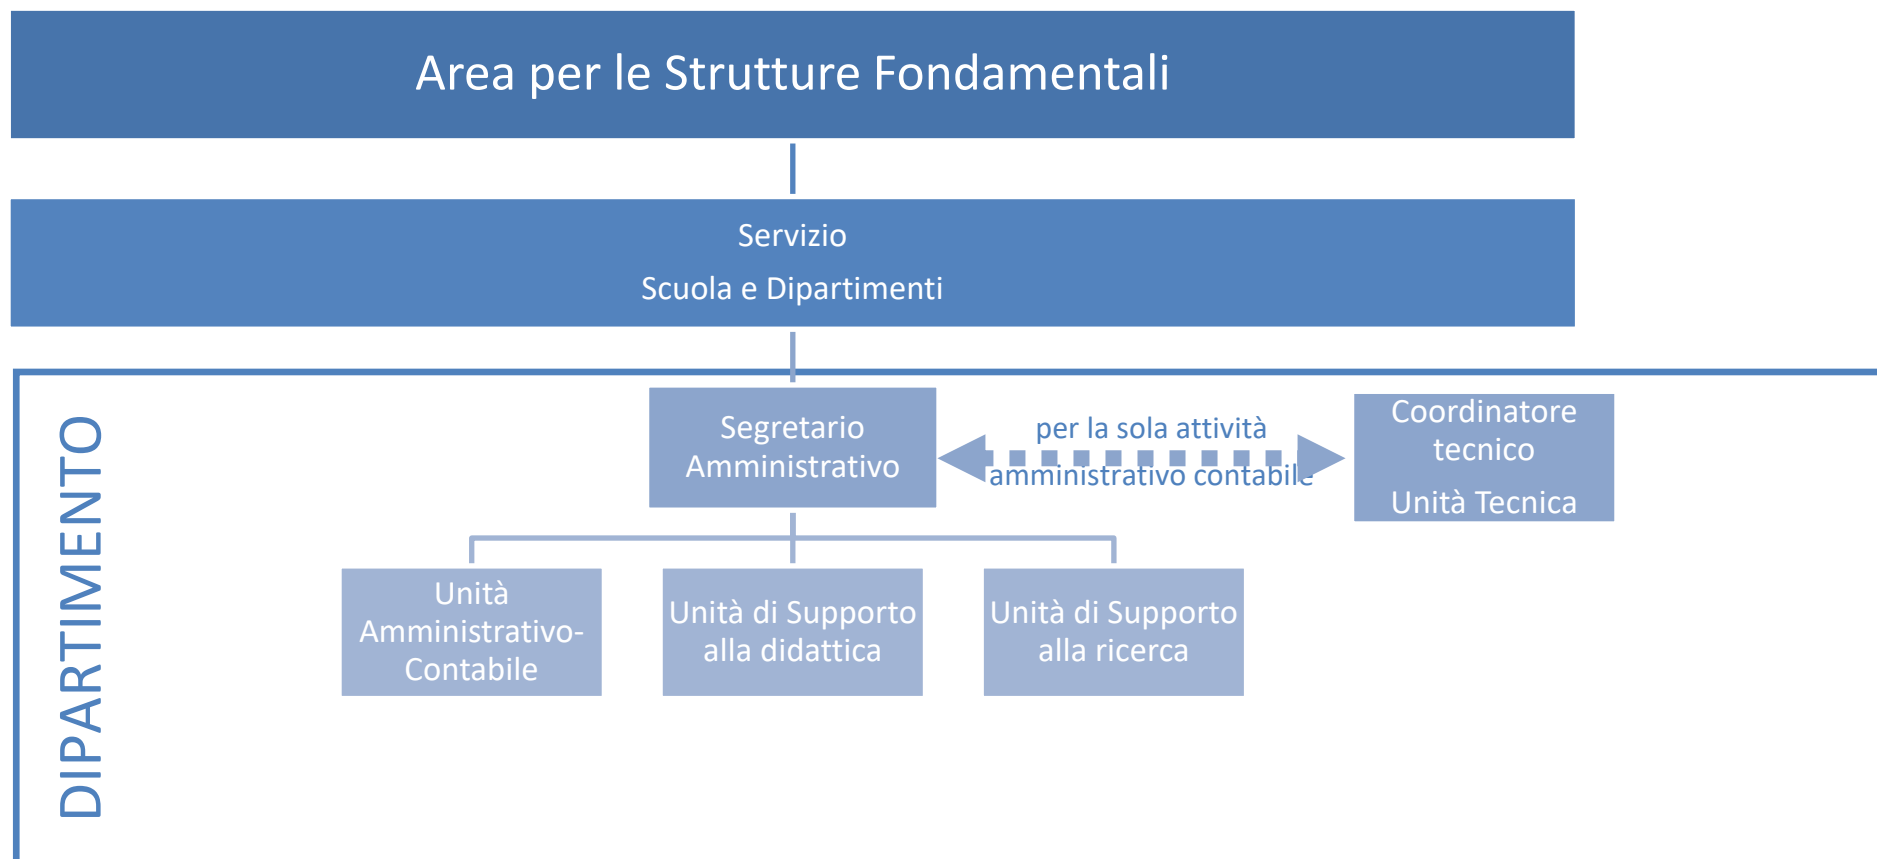 Area per le Strutture Fondamentali
Servizio
Scuola e Dipartimenti
DIPARTIMENTO
Segretario
Amministrativo
per la sola attività
amministrativo contabile
Coordinatore
tecnico
Unità Tecnica
Unità
Amministrativo-
Contabile
Unità di Supporto
alla didattica
Unità di Supporto
alla ricerca